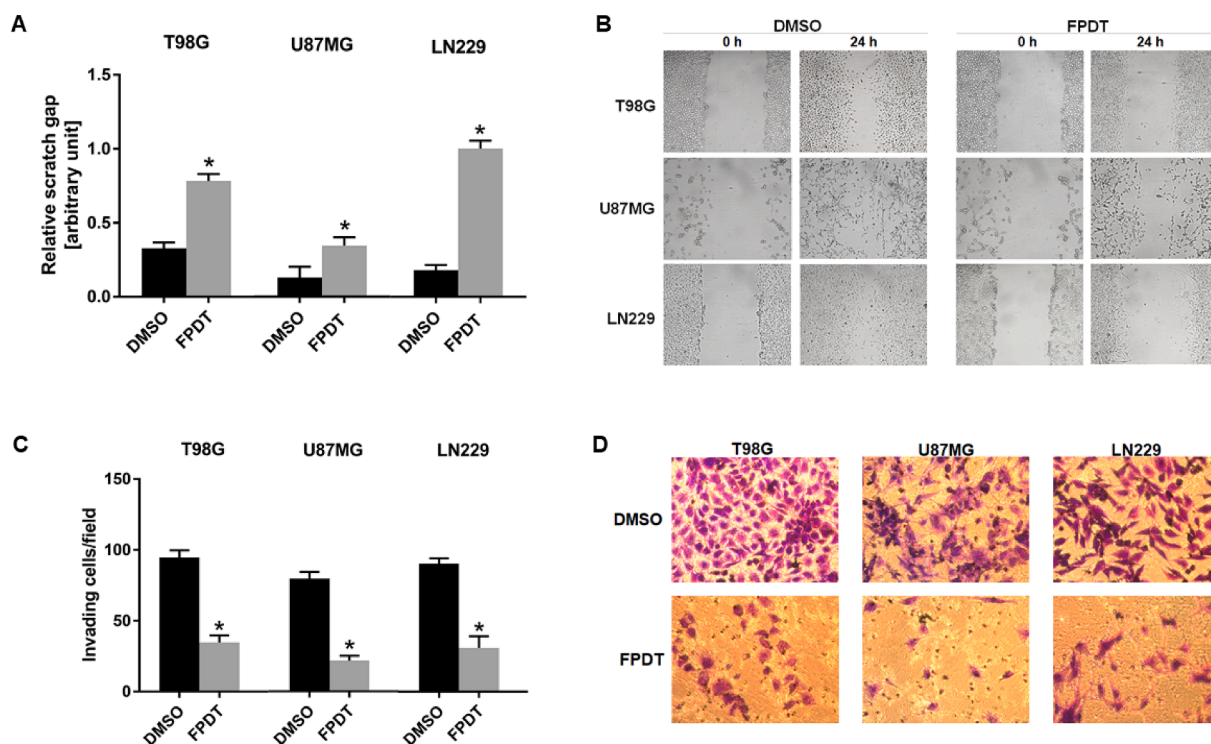 A
T98G U87MG LN229
Relative scratch gap
[arbitrary unit]
1.5
1.0
0.5
0.0
* * *
DMSO FPDT DMSO FPDT DMSO FPDT
B
DMSO FPDT
0 h 24 h 0 h 24 h
T98G
U87MG
LN229
C
T98G U87MG LN229
Invading cells/field
150
100
50
0
* * *
DMSO FPDT DMSO FPDT DMSO FPDT
D
T98G U87MG LN229
DMSO
FPDT